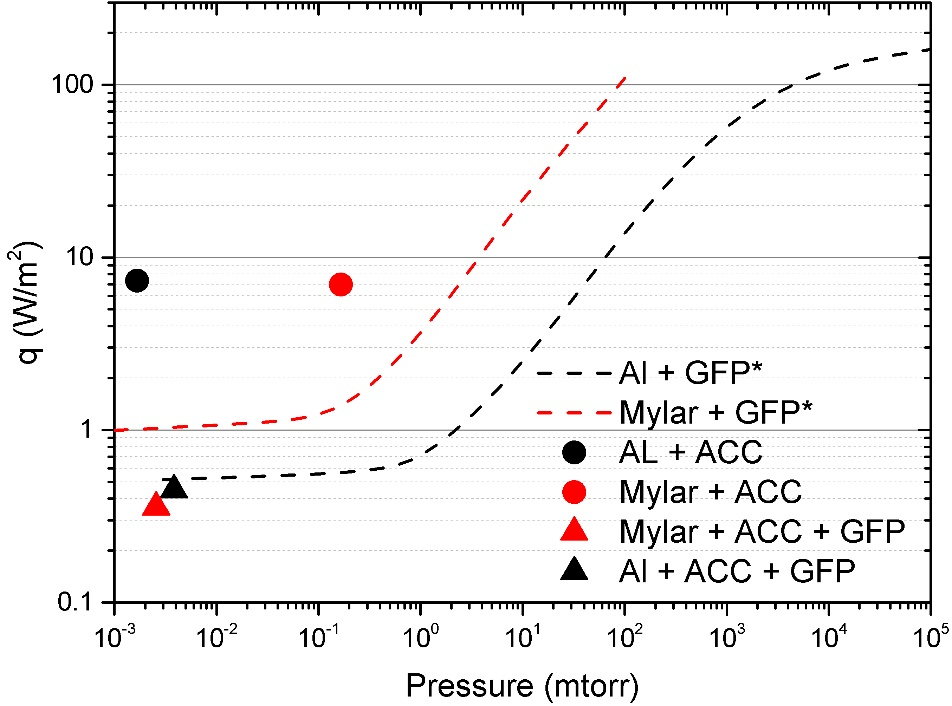 100
10
1
0.1
q (W/m²)
Al + GFP*
Mylar + GFP*
AL + ACC
Mylar + ACC
Mylar + ACC + GFP
Al + ACC + GFP
10⁻³ 10⁻² 10⁻¹ 10⁰ 10¹ 10² 10³ 10⁴ 10⁵
Pressure (mtorr)